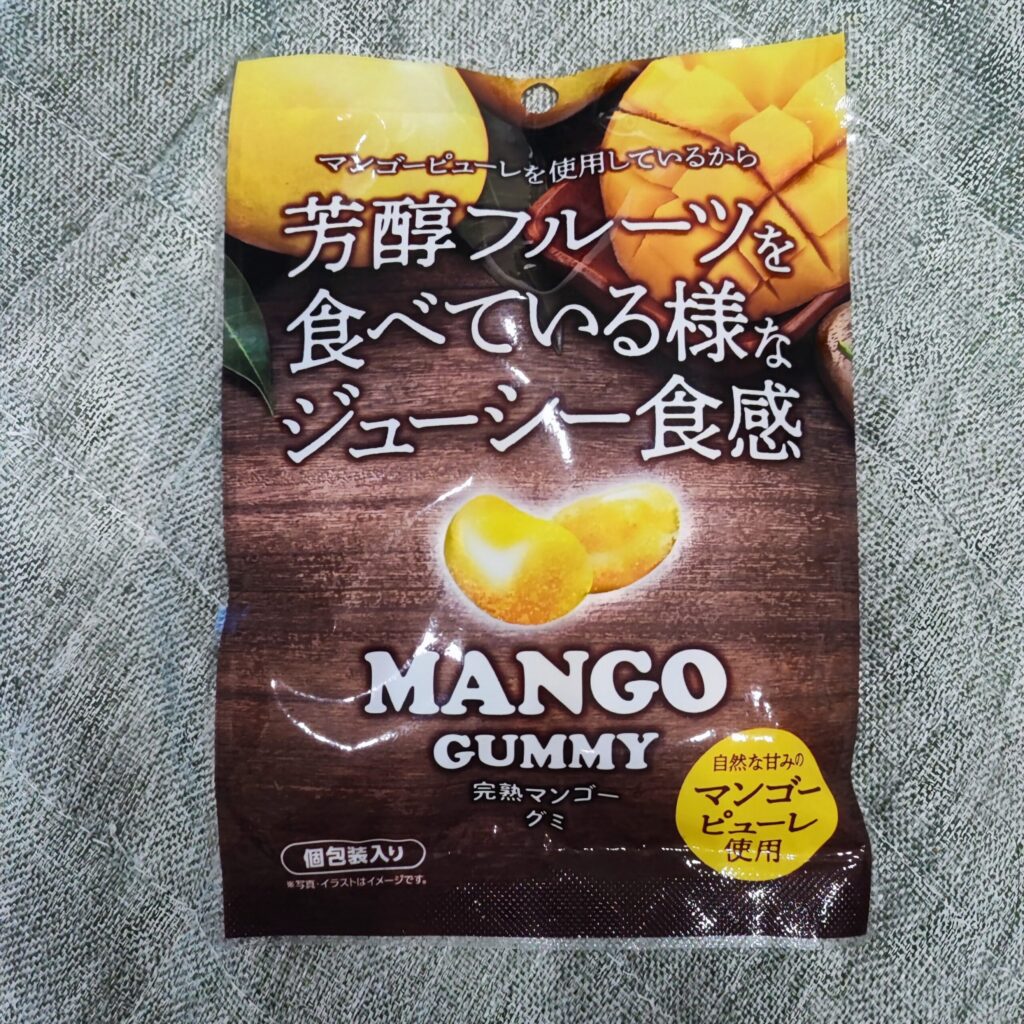 マンゴーピューレを使用しているから
芳醇フルーツを
食べている様な
ジューシー食感
MANGO
GUMMY
完熟マンゴー
グミ
自然な甘みの
マンゴー
ピューレ
使用
個包装入り
※写真・イラストはイメージです。